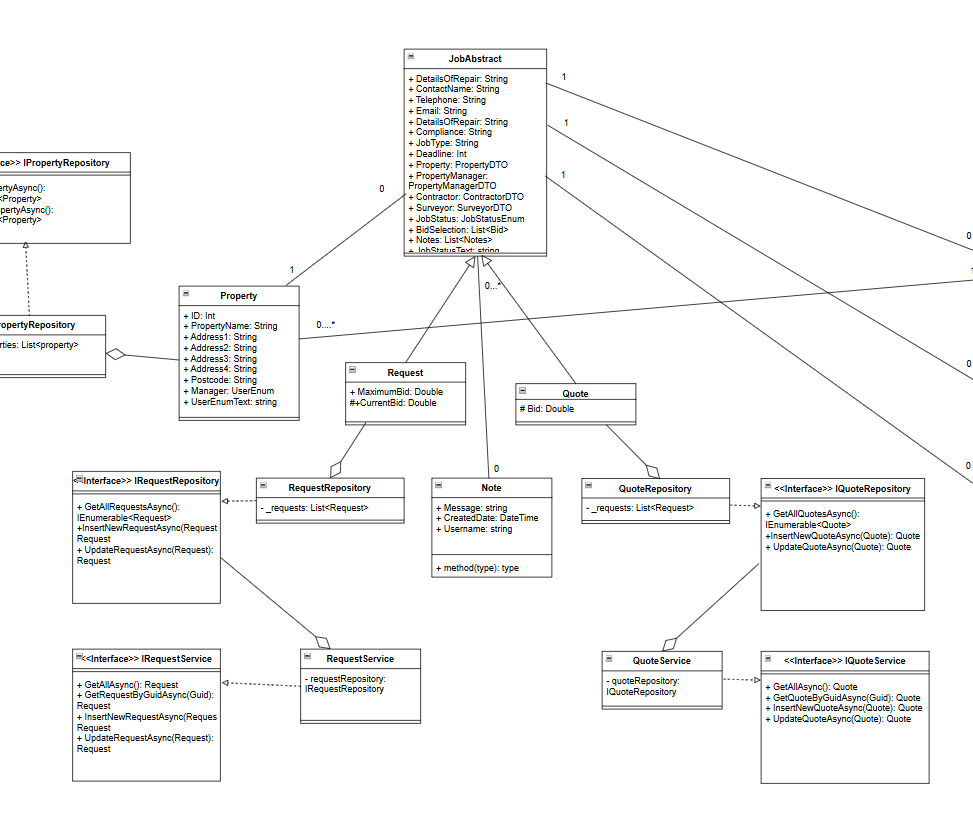 JobAbstract
+ DetailsOfRepair: String
+ ContactName: String
+ Telephone: String
+ Email: String
+ DetailsOfRepair: String
+ Compliance: String
+ JobType: String
+ Deadline: Int
+ Property: PropertyDTO
+ PropertyManager:
PropertyManagerDTO
+ Contractor: ContractorDTO
+ Surveyor: SurveyorDTO
+ JobStatus: JobStatusEnum
+ BidSelection: List<Bid>
+ Notes: List<Notes>
+ JobStatusText: string
1
1
1
0
0
0
1
0
1
0...*
0....*
0
ce>> IPropertyRepository
ertyAsync():
<Property>
pertyAsync():
<Property>
ropertyRepository
rties: List<property>
Property
+ ID: Int
+ PropertyName: String
+ Address1: String
+ Address2: String
+ Address3: String
+ Address4: String
+ Postcode: String
+ Manager: UserEnum
+ UserEnumText: string
Request
+ MaximumBid: Double
#+CurrentBid: Double
Quote
# Bid: Double
<<Interface>> IRequestRepository
+ GetAllRequestsAsync():
IEnumerable<Request>
+InsertNewRequestAsync(Request
Request
+ UpdateRequestAsync(Request):
Request
RequestRepository
- _requests: List<Request>
Note
+ Message: string
+ CreatedDate: DateTime
+ Username: string
+ method(type): type
QuoteRepository
- _requests: List<Request>
<<Interface>> IQuoteRepository
+ GetAllQuotesAsync():
IEnumerable<Quote>
+InsertNewQuoteAsync(Quote): Quote
+ UpdateQuoteAsync(Quote): Quote
<<Interface>> IRequestService
+ GetAllAsync(): Request
+ GetRequestByGuidAsync(Guid):
Request
+ InsertNewRequestAsync(Reques
Request
+ UpdateRequestAsync(Request):
Request
RequestService
- requestRepository:
IRequestRepository
QuoteService
- quoteRepository:
IQuoteRepository
<<Interface>> IQuoteService
+ GetAllAsync(): Quote
+ GetQuoteByGuidAsync(Guid): Quote
+ InsertNewQuoteAsync(Quote): Quote
+ UpdateQuoteAsync(Quote): Quote